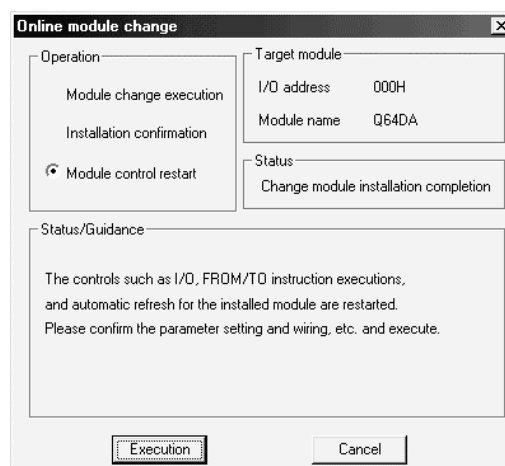 Online module change
Operation
Module change execution
Installation confirmation
Module control restart
Target module
I/O address 000H
Module name Q64DA
Status
Change module installation completion
Status/Guidance
The controls such as I/O, FROM/TO instruction executions,
and automatic refresh for the installed module are restarted.
Please confirm the parameter setting and wiring, etc. and execute.
Execution Cancel